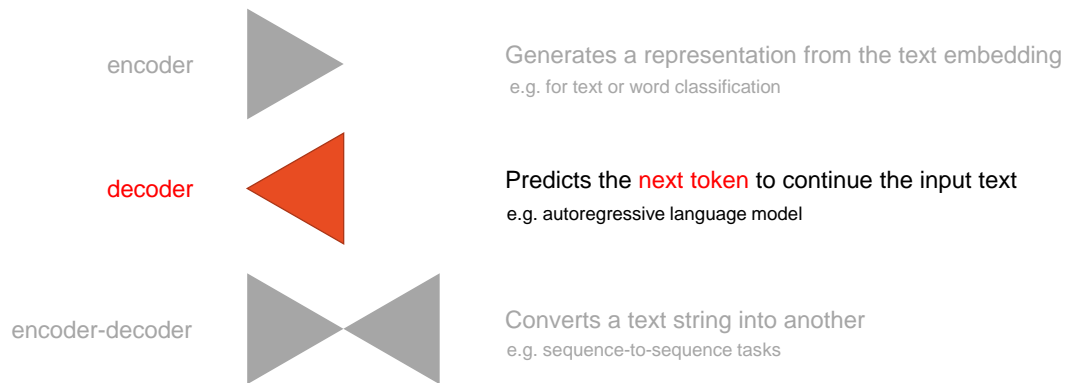 encoder
Generates a representation from the text embedding
e.g. for text or word classification
decoder
Predicts the next token to continue the input text
e.g. autoregressive language model
encoder-decoder
Converts a text string into another
e.g. sequence-to-sequence tasks